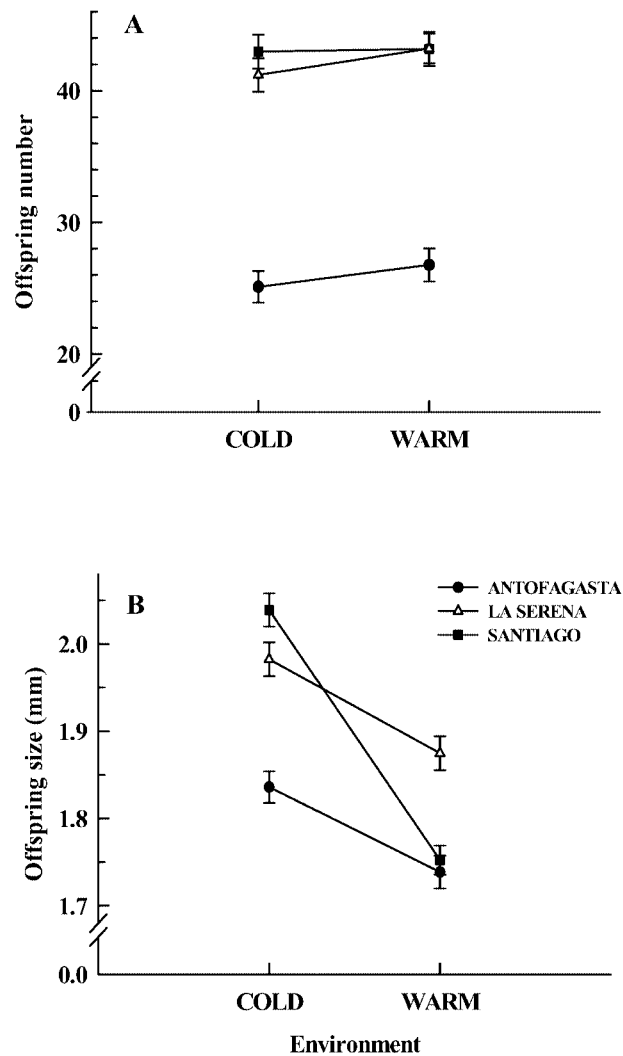 A
Offspring number
40
30
20
0
COLD WARM
B
ANTOFAGASTA
LA SERENA
SANTIAGO
Offspring size (mm)
2.0
1.9
1.8
1.7
0.0
COLD WARM
Environment